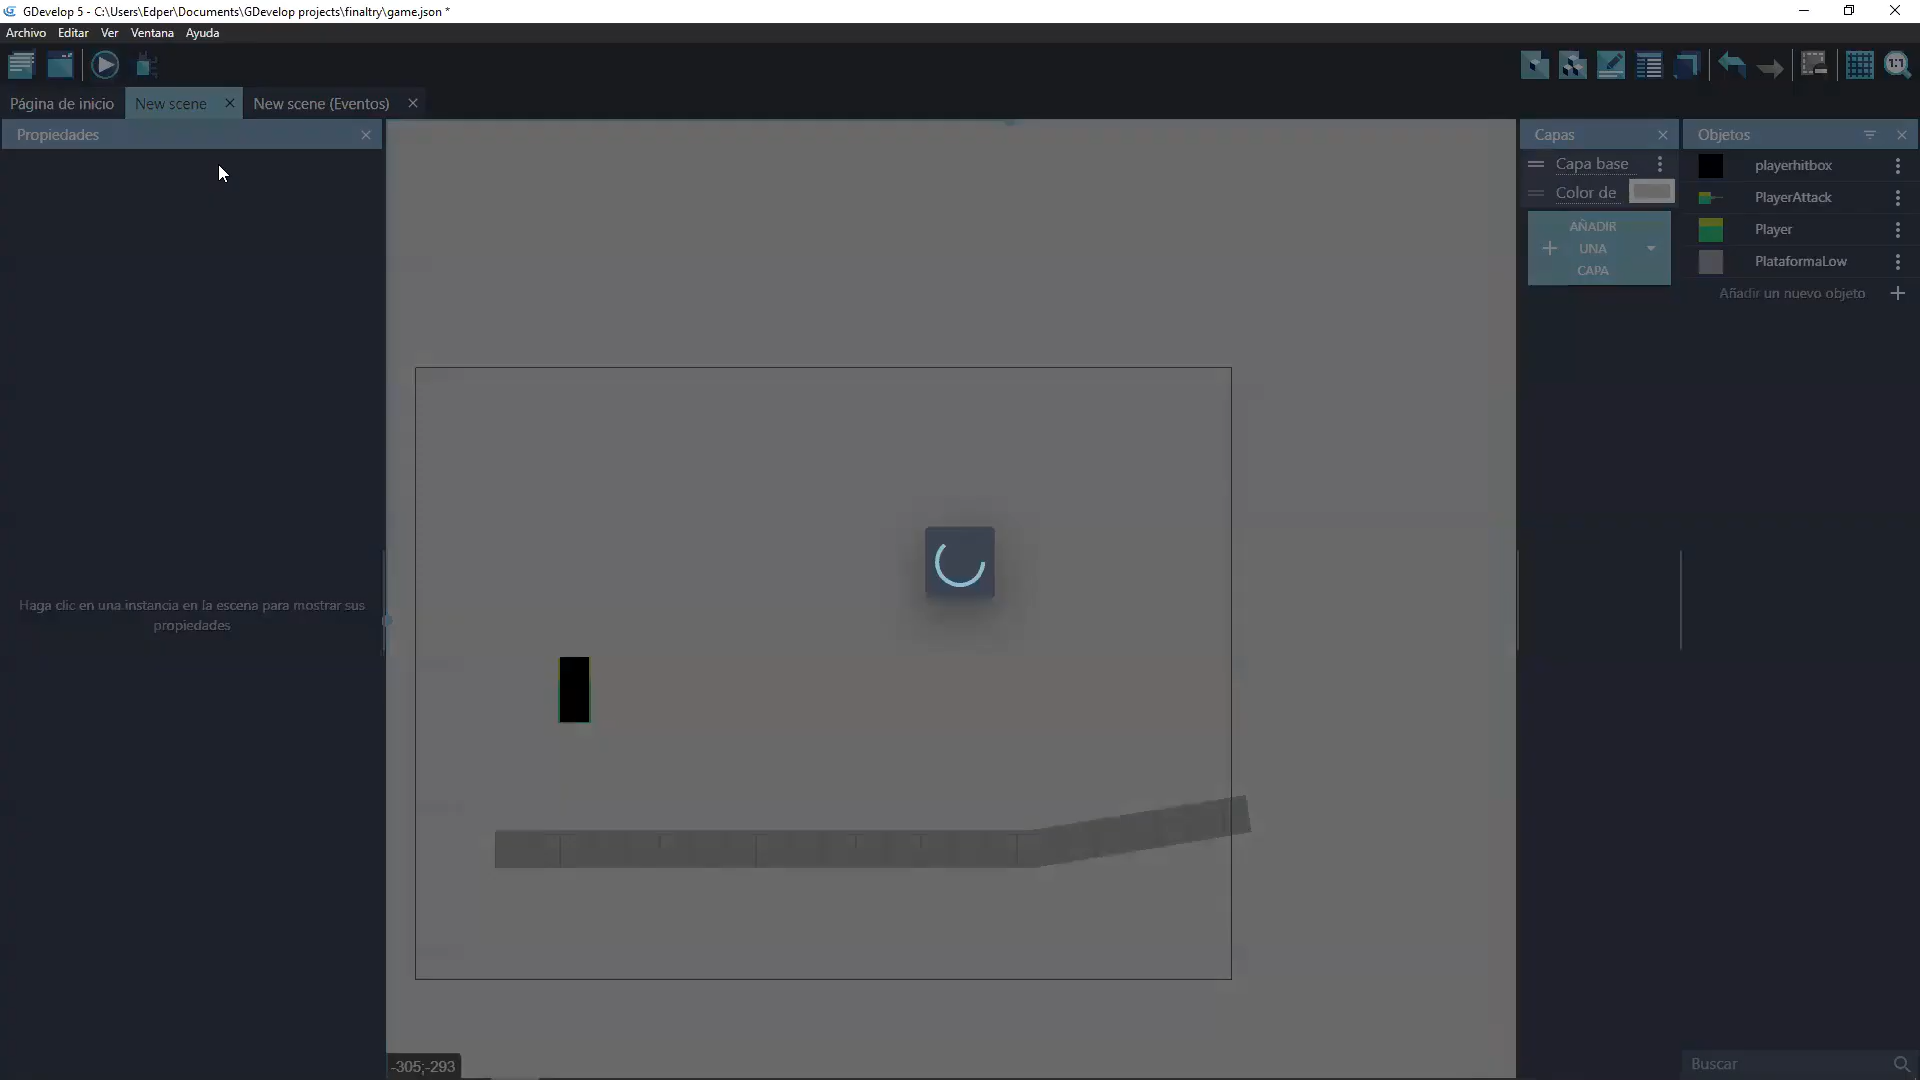 GDevelop 5 - C:\Users\Edper\Documents\GDevelop projects\finaltry\game.json *
Archivo Editar Ver Ventana Ayuda
1:1
Página de inicio New scene New scene (Eventos)
Propiedades
Haga clic en una instancia en la escena para mostrar sus
propiedades
-305;-293
Capas
Capa base
Color de
AÑADIR
UNA
CAPA
Objetos
playerhitbox
PlayerAttack
Player
PlataformaLow
Añadir un nuevo objeto
Buscar